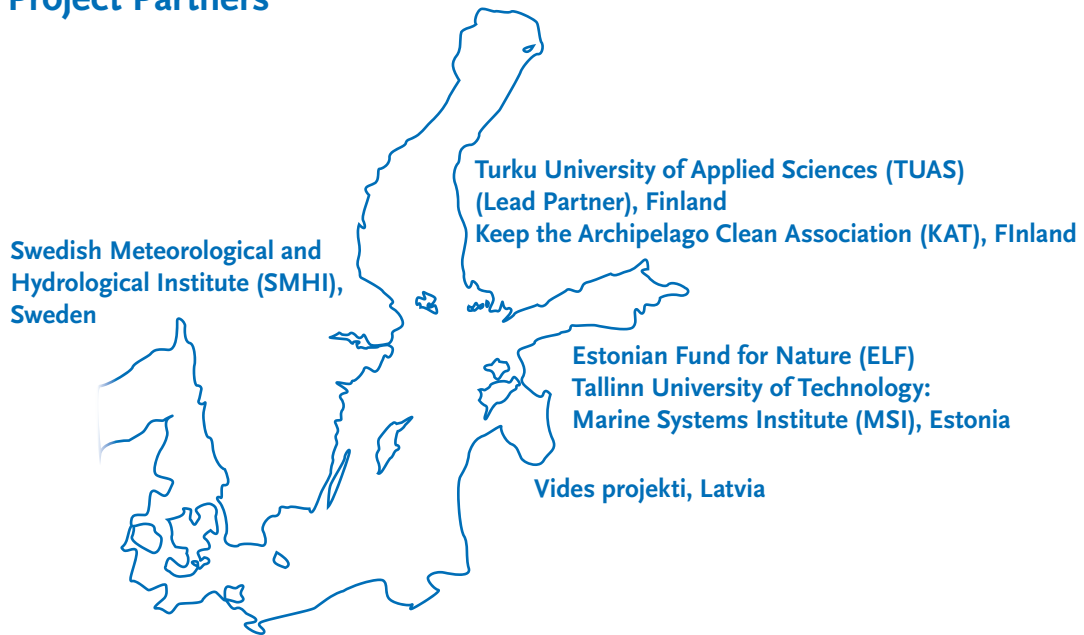 Project Partners
Turku University of Applied Sciences (TUAS)
(Lead Partner), Finland
Keep the Archipelago Clean Association (KAT), FInland
Swedish Meteorological and
Hydrological Institute (SMHI),
Sweden
Estonian Fund for Nature (ELF)
Tallinn University of Technology:
Marine Systems Institute (MSI), Estonia
Vides projekti, Latvia